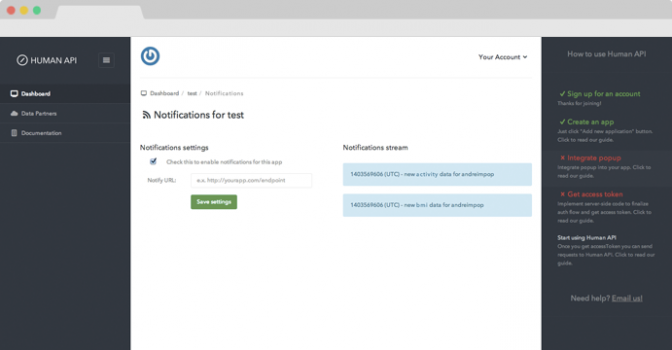 HUMAN API
Dashboard
Data Partners
Documentation
Your Account
Dashboard / test / Notifications
Notifications for test
Notifications settings
Check this to enable notifications for this app
Notify URL:
e.x. http://yourapp.com/endpoint
Save settings
Notifications stream
1403569606 (UTC) - new activity data for andreimpop
1403569606 (UTC) - new bmi data for andreimpop
How to use Human API
Sign up for an account
Thanks for joining!
Create an app
Just click "Add new application" button.
Click to read our guide.
Integrate popup
Integrate popup into your app. Click to
read our guide.
Get access token
Implement server-side code to finalize
auth flow and get access token. Click to
read our guide.
Start using Human API
Once you get accessToken you can send
requests to Human API. Click to read our
guide.
Need help? Email us!